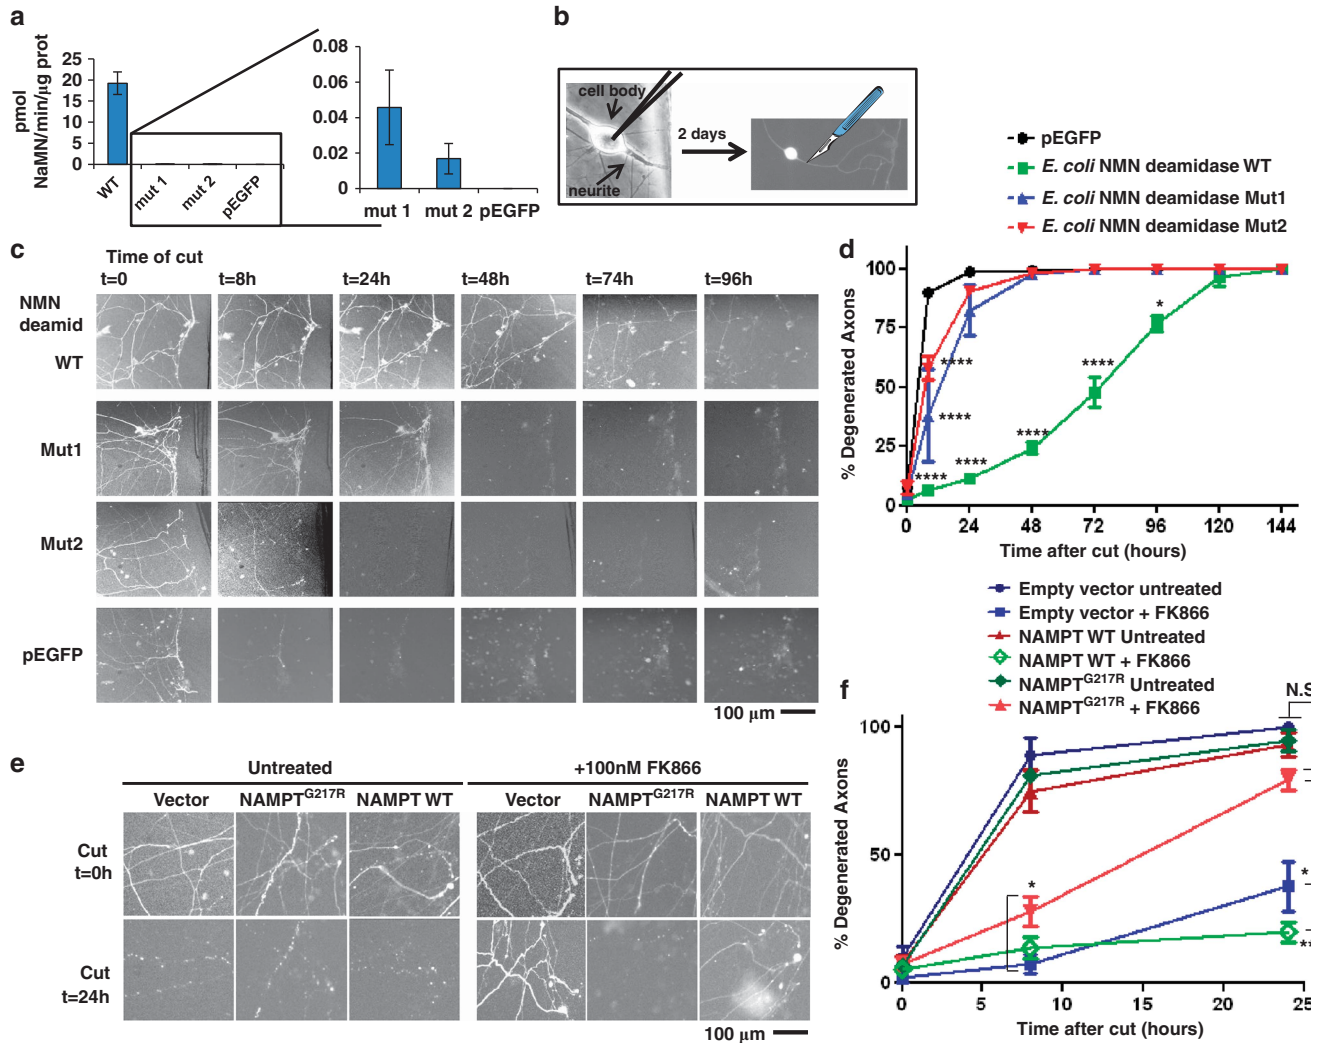 a
pmol
NaMN/min/µg prot
25
20
15
10
5
0
WT
mut 1
mut 2
pEGFP
0.08
0.06
0.04
0.02
0
mut 1 mut 2 pEGFP
b
cell body
neurite
2 days
pEGFP
E. coli NMN deamidase WT
E. coli NMN deamidase Mut1
E. coli NMN deamidase Mut2
c
Time of cut
t=0 t=8h t=24h t=48h t=74h t=96h
NMN
deamid
WT
Mut1
Mut2
pEGFP
100 µm
d
% Degenerated Axons
100
75
50
25
0
****
****
****
****
****
****
*
0 24 48 72 96 120 144
Time after cut (hours)
e
Untreated +100nM FK866
Vector NAMPTG217R NAMPT WT Vector NAMPTG217R NAMPT WT
Cut
t=0h
Cut
t=24h
100 µm
Empty vector untreated
Empty vector + FK866
NAMPT WT Untreated
NAMPT WT + FK866
NAMPTG217R Untreated
NAMPTG217R + FK866
f
N.S
% Degenerated Axons
100
50
0
*
*
**
0 5 10 15 20 25
Time after cut (hours)